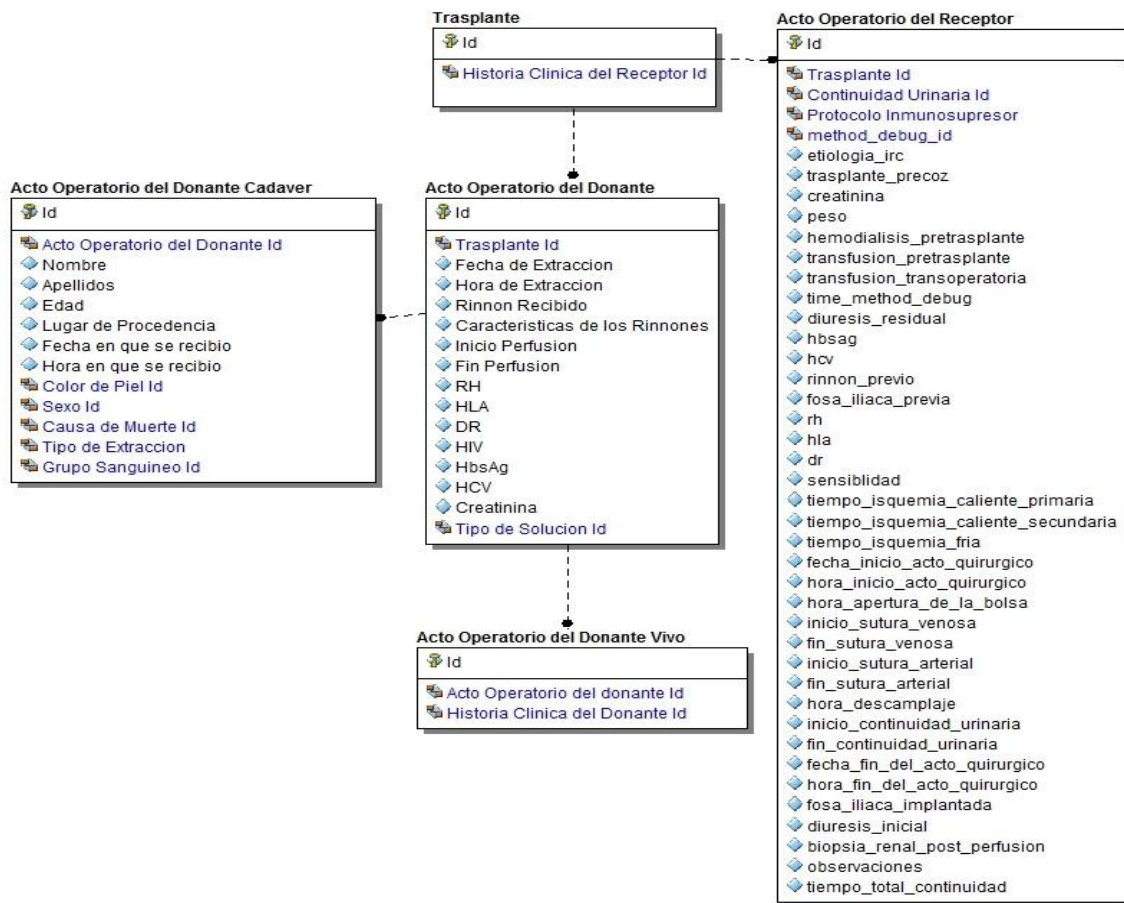 Trasplante
Id
Historia Clinica del Receptor Id
Acto Operatorio del Receptor
Id
Trasplante Id
Continuidad Urinaria Id
Protocolo Inmunosupresor
method_debug_id
etiologia_irc
trasplante_precoz
creatinina
peso
hemodialisis_pretrasplante
transfusion_pretrasplante
transfusion_transoperatoria
time_method_debug
diuresis_residual
hbsag
hcv
rinnon_previo
fosa_iliaca_previa
rh
hla
dr
sensiblidad
tiempo_isquemia_caliente_primaria
tiempo_isquemia_caliente_secundaria
tiempo_isquemia_fria
fecha_inicio_acto_quirurgico
hora_inicio_acto_quirurgico
hora_apertura_de_la_bolsa
inicio_sutura_venosa
fin_sutura_venosa
inicio_sutura_arterial
fin_sutura_arterial
hora_descamplaje
inicio_continuidad_urinaria
fin_continuidad_urinaria
fecha_fin_del_acto_quirurgico
hora_fin_del_acto_quirurgico
fosa_iliaca_implantada
diuresis_inicial
biopsia_renal_post_perfusion
observaciones
tiempo_total_continuidad
Acto Operatorio del Donante Cadaver
Id
Acto Operatorio del Donante Id
Nombre
Apellidos
Edad
Lugar de Procedencia
Fecha en que se recibio
Hora en que se recibio
Color de Piel Id
Sexo Id
Causa de Muerte Id
Tipo de Extraccion
Grupo Sanguineo Id
Acto Operatorio del Donante
Id
Trasplante Id
Fecha de Extraccion
Hora de Extraccion
Rinnon Recibido
Caracteristicas de los Rinnones
Inicio Perfusion
Fin Perfusion
RH
HLA
DR
HIV
HbsAg
HCV
Creatinina
Tipo de Solucion Id
Acto Operatorio del Donante Vivo
Id
Acto Operatorio del donante Id
Historia Clinica del Donante Id